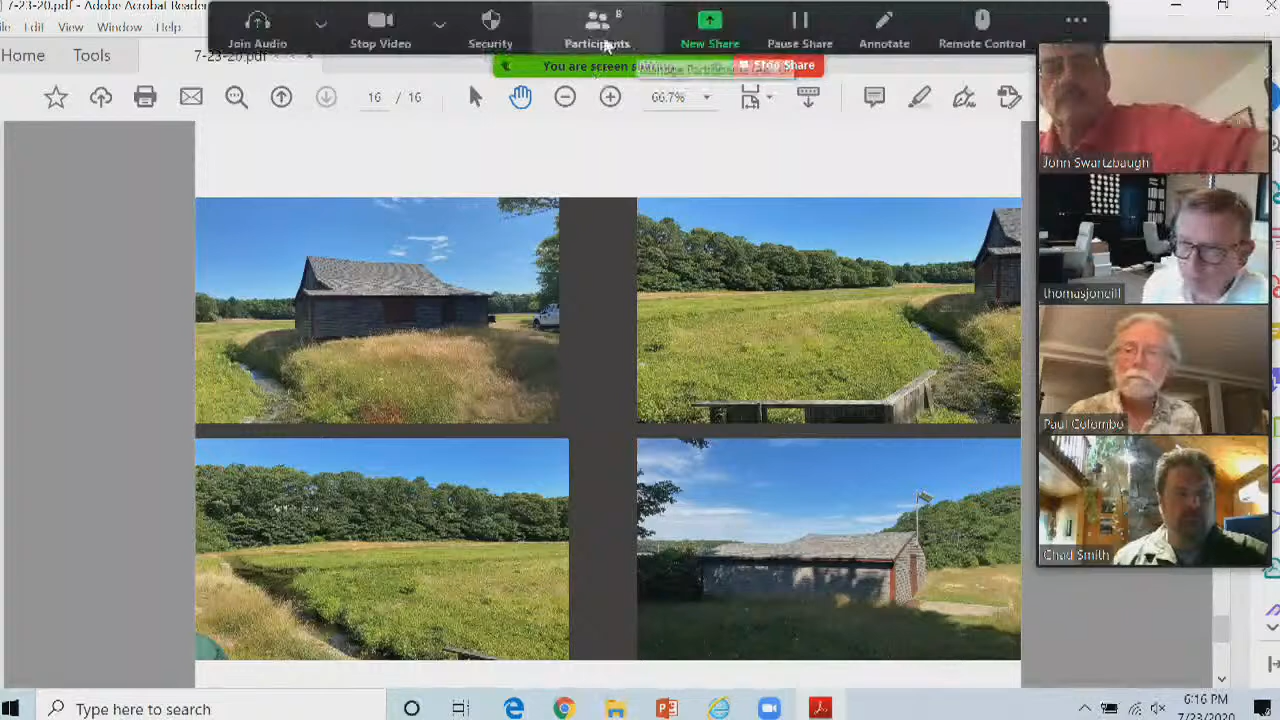 7-23-20.pdf - Adobe Acrobat Reader
View Window Help
Home Tools 7-23-20.pdf
Join Audio Stop Video Security Participants 8 New Share Pause Share Annotate Remote Control
Stop Share
16 / 16 66.7%
John Swartzbaugh
thomasjoneill
Paul Colombo
Chad Smith
Type here to search
6:16 PM
7/23/2020